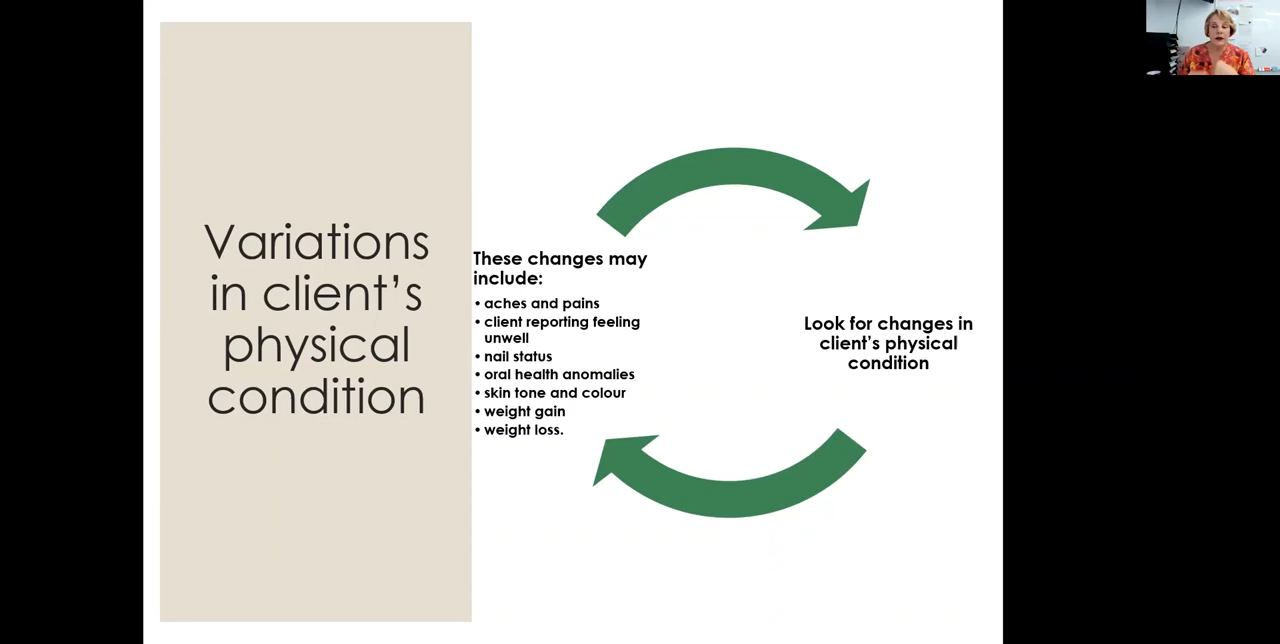 Variations
in client’s
physical
condition
These changes may
include:
• aches and pains
• client reporting feeling
unwell
• nail status
• oral health anomalies
• skin tone and colour
• weight gain
• weight loss.
Look for changes in
client’s physical
condition